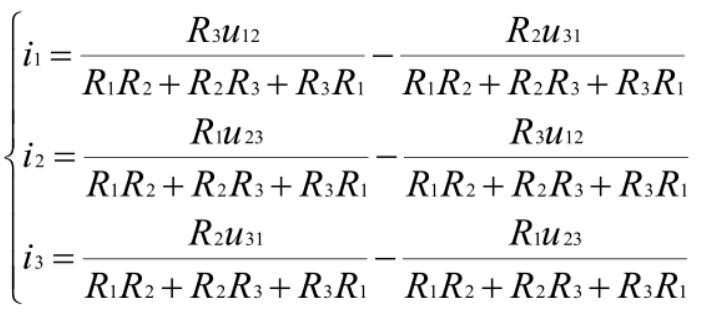 i₁ = R₃u₁₂ / (R₁R₂ + R₂R₃ + R₃R₁) − R₂u₃₁ / (R₁R₂ + R₂R₃ + R₃R₁)
i₂ = R₁u₂₃ / (R₁R₂ + R₂R₃ + R₃R₁) − R₃u₁₂ / (R₁R₂ + R₂R₃ + R₃R₁)
i₃ = R₂u₃₁ / (R₁R₂ + R₂R₃ + R₃R₁) − R₁u₂₃ / (R₁R₂ + R₂R₃ + R₃R₁)